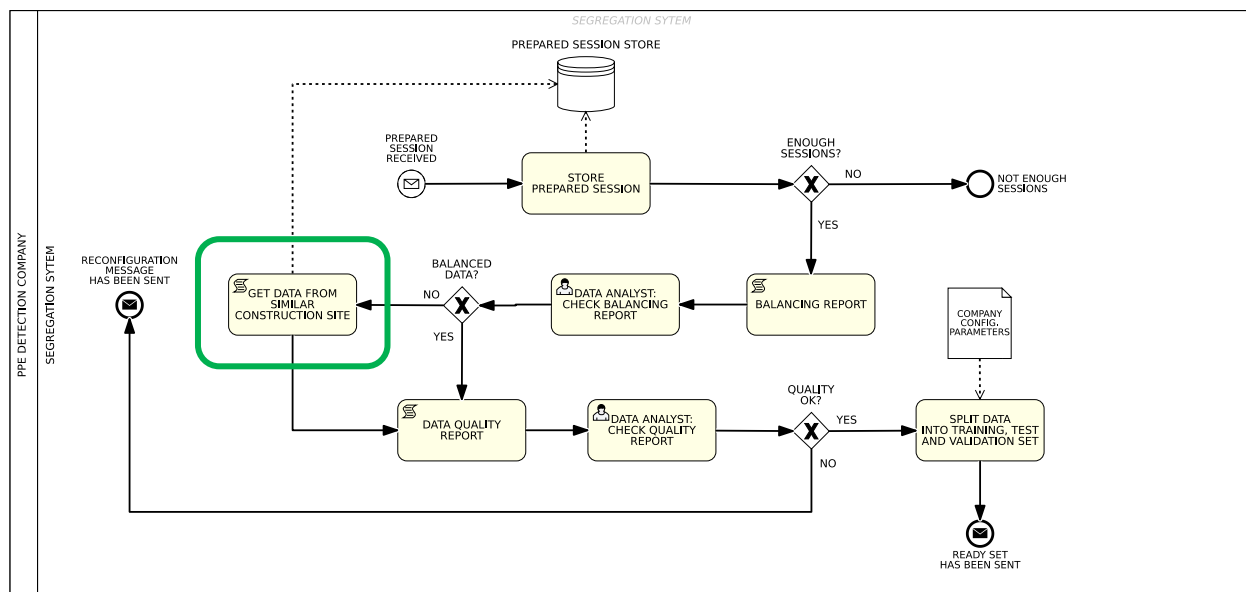 SEGREGATION SYTEM
PREPARED SESSION STORE
PREPARED
SESSION
RECEIVED
STORE
PREPARED SESSION
ENOUGH
SESSIONS?
NO
NOT ENOUGH
SESSIONS
YES
PPE DETECTION COMPANY
SEGREGATION SYTEM
RECONFIGURATION
MESSAGE
HAS BEEN SENT
GET DATA FROM
SIMILAR
CONSTRUCTION SITE
BALANCED
DATA?
NO
YES
DATA ANALYST:
CHECK BALANCING
REPORT
BALANCING REPORT
COMPANY
CONFIG.
PARAMETERS
DATA QUALITY
REPORT
DATA ANALYST:
CHECK QUALITY
REPORT
QUALITY
OK?
YES
NO
SPLIT DATA
INTO TRAINING, TEST
AND VALIDATION SET
READY SET
HAS BEEN SENT